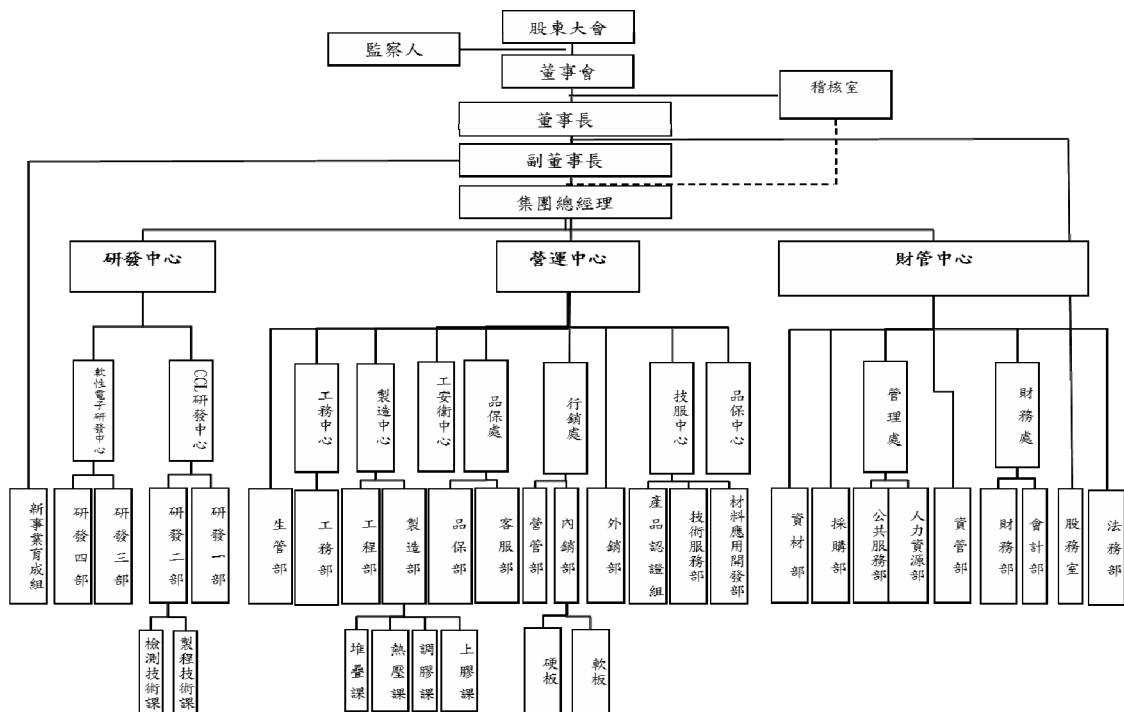 股東大會
監察人
董事會
稽核室
董事長
副董事長
集團總經理
研發中心
營運中心
財管中心
軟性電子研發中心
CCL研發中心
工務中心
製造中心
工安衛中心
品保處
行銷處
技服中心
品保中心
管理處
財務處
新事業育成組
研發四部
研發三部
研發二部
研發一部
生管部
工務部
工程部
製造部
品保部
客服部
營管部
內銷部
外銷部
產品認證組
技術服務部
材料應用開發部
資材部
採購部
公共服務部
人力資源部
資管部
財務部
會計部
股務室
法務部
檢測技術課
製程技術課
堆疊課
熱壓課
調膠課
上膠課
硬板
軟板